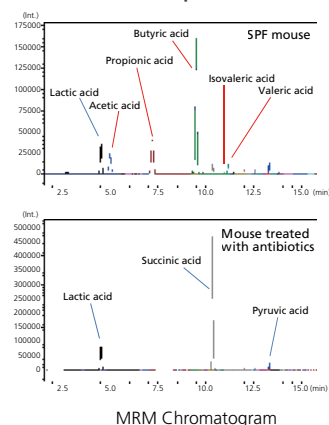 (Int.)
175000
SPF mouse
Butyric acid
150000
125000
Propionic acid
Isovaleric acid
100000
Lactic acid
Valeric acid
Acetic acid
75000
50000
25000
0
2.5 5.0 7.5 10.0 12.5 15.0 (min)
(Int.)
500000
Mouse treated
with antibiotics
450000
400000
Succinic acid
350000
300000
250000
Lactic acid
200000
Pyruvic acid
150000
100000
50000
0
2.5 5.0 7.5 10.0 12.5 15.0 (min)
MRM Chromatogram